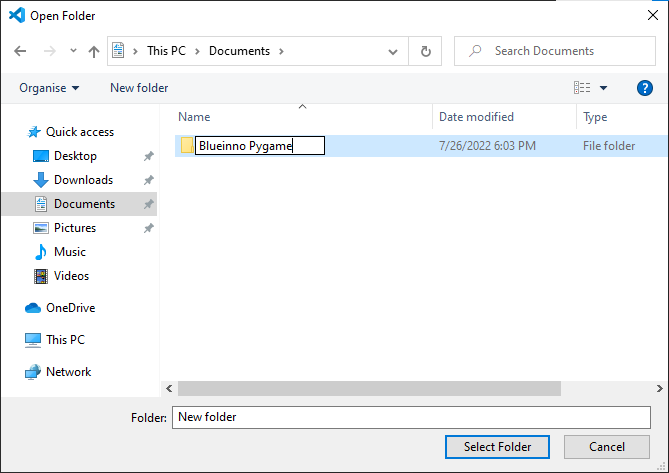 Open Folder
This PC Documents
Search Documents
Organise New folder
Name Date modified Type
Quick access
Blueinno Pygame 7/26/2022 6:03 PM File folder
Desktop
Downloads
Documents
Pictures
Music
Videos
OneDrive
This PC
Network
Folder: New folder
Select Folder Cancel